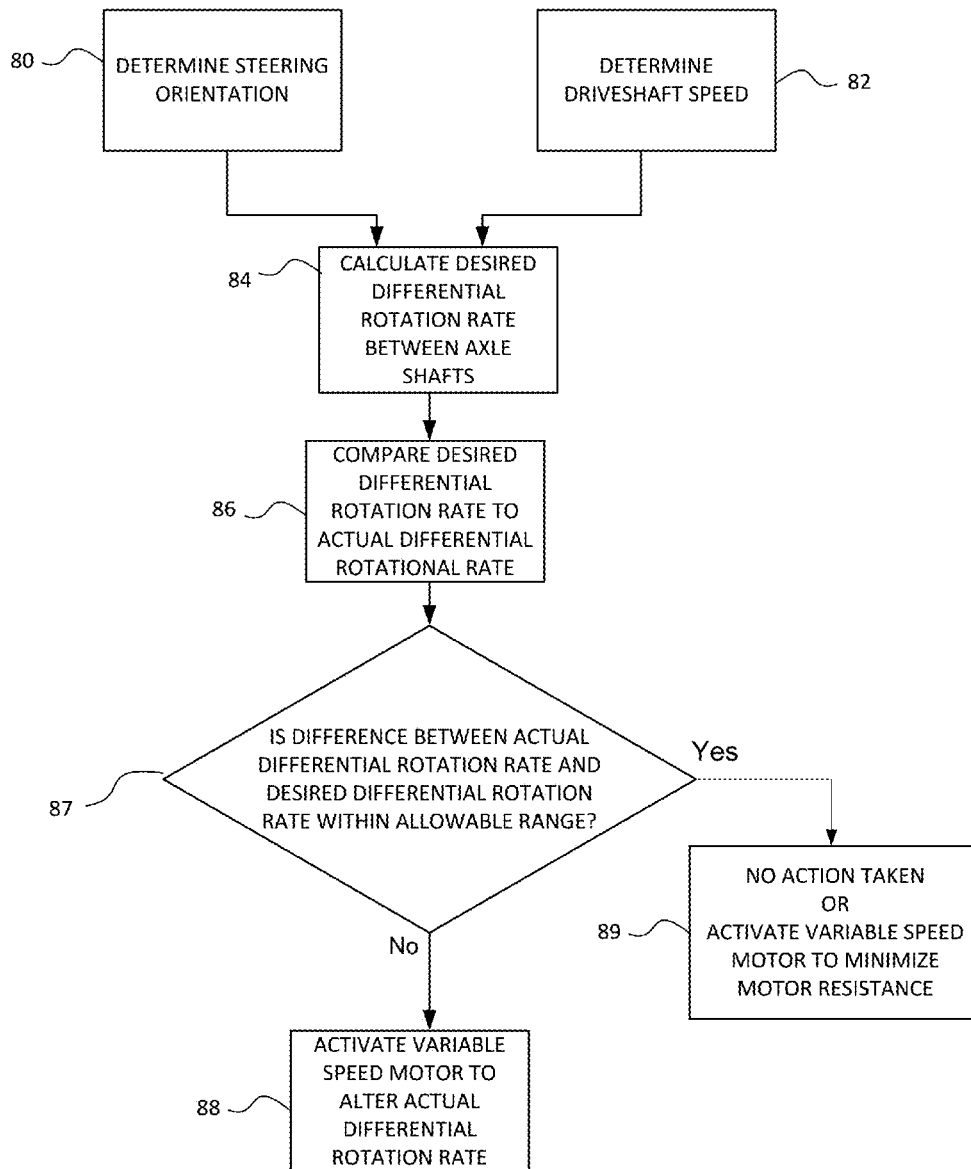 80
DETERMINE STEERING
ORIENTATION
DETERMINE
DRIVESHAFT SPEED
82
84
CALCULATE DESIRED
DIFFERENTIAL
ROTATION RATE
BETWEEN AXLE
SHAFTS
86
COMPARE DESIRED
DIFFERENTIAL
ROTATION RATE TO
ACTUAL DIFFERENTIAL
ROTATIONAL RATE
87
IS DIFFERENCE BETWEEN ACTUAL
DIFFERENTIAL ROTATION RATE AND
DESIRED DIFFERENTIAL ROTATION
RATE WITHIN ALLOWABLE RANGE?
Yes
No
89
NO ACTION TAKEN
OR
ACTIVATE VARIABLE SPEED
MOTOR TO MINIMIZE
MOTOR RESISTANCE
88
ACTIVATE VARIABLE
SPEED MOTOR TO
ALTER ACTUAL
DIFFERENTIAL
ROTATION RATE